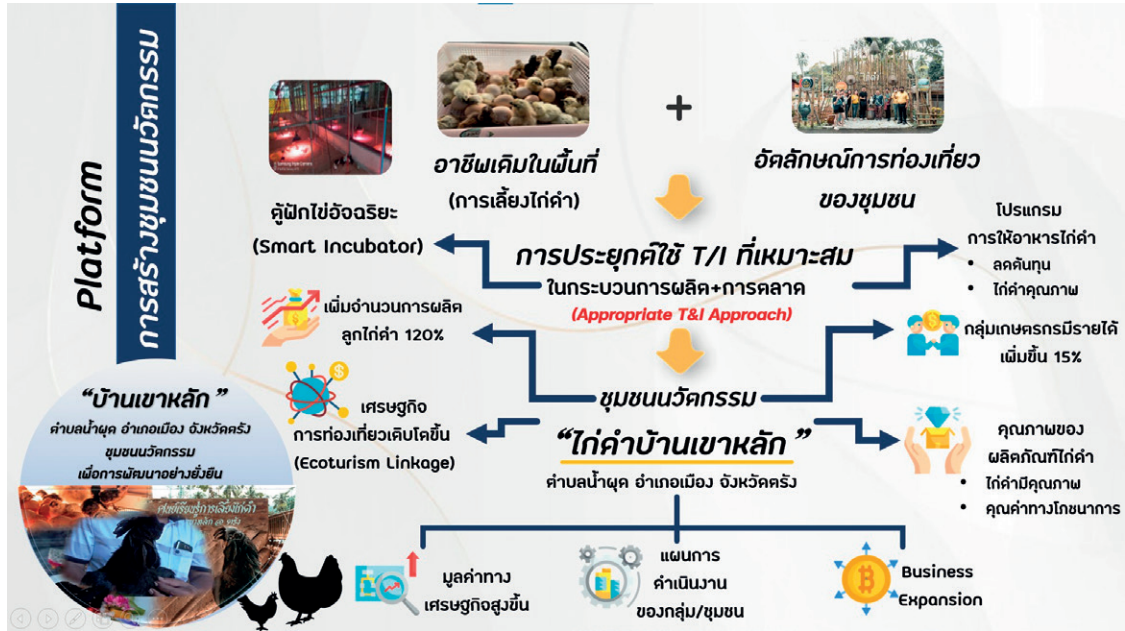 Platform
การสร้างชุมชนนวัตกรรม
อาชีพเดิมในพื้นที่
(การเลี้ยงไก่ดำ)
+
อัตลักษณ์การท่องเที่ยว
ของชุมชน
ตู้ฟักไข่อัจฉริยะ
(Smart Incubator)
การประยุกต์ใช้ T/I ที่เหมาะสม
ในกระบวนการผลิต+การตลาด
(Appropriate T&I Approach)
โปรแกรม
การให้อาหารไก่ดำ
• ลดต้นทุน
• ไก่ดำคุณภาพ
เพิ่มจำนวนการผลิต
ลูกไก่ดำ 120%
กลุ่มเกษตรกรมีรายได้
เพิ่มขึ้น 15%
เศรษฐกิจ
การท่องเที่ยวเติบโตขึ้น
(Ecoturism Linkage)
ชุมชนนวัตกรรม
“ไก่ดำบ้านเขาหลัก”
ตำบลน้ำผุด อำเภอเมือง จังหวัดตรัง
คุณภาพของ
ผลิตภัณฑ์ไก่ดำ
• ไก่ดำมีคุณภาพ
• คุณค่าทางโภชนาการ
“บ้านเขาหลัก”
ตำบลน้ำผุด อำเภอเมือง จังหวัดตรัง
ชุมชนนวัตกรรม
เพื่อการพัฒนาอย่างยั่งยืน
ศูนย์เรียนรู้การเลี้ยงไก่ดำ
มูลค่าทาง
เศรษฐกิจสูงขึ้น
แผนการ
ดำเนินงาน
ของกลุ่ม/ชุมชน
Business
Expansion